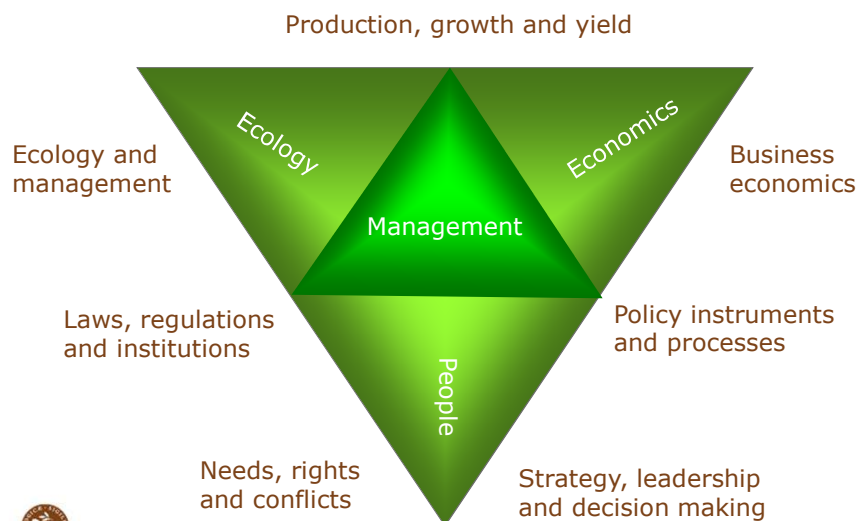 Production, growth and yield
Ecology
Economics
Ecology and
management
Business
economics
Management
Laws, regulations
and institutions
Policy instruments
and processes
People
Needs, rights
and conflicts
Strategy, leadership
and decision making